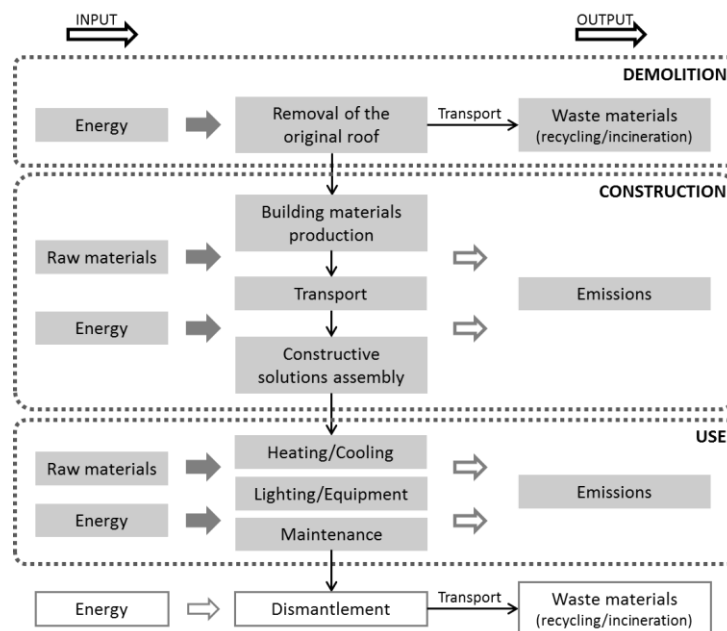 INPUT
OUTPUT
DEMOLITION
Energy
Removal of the
original roof
Transport
Waste materials
(recycling/incineration)
CONSTRUCTION
Building materials
production
Raw materials
Transport
Emissions
Energy
Constructive
solutions assembly
USE
Heating/Cooling
Raw materials
Lighting/Equipment
Emissions
Energy
Maintenance
Energy
Dismantlement
Transport
Waste materials
(recycling/incineration)